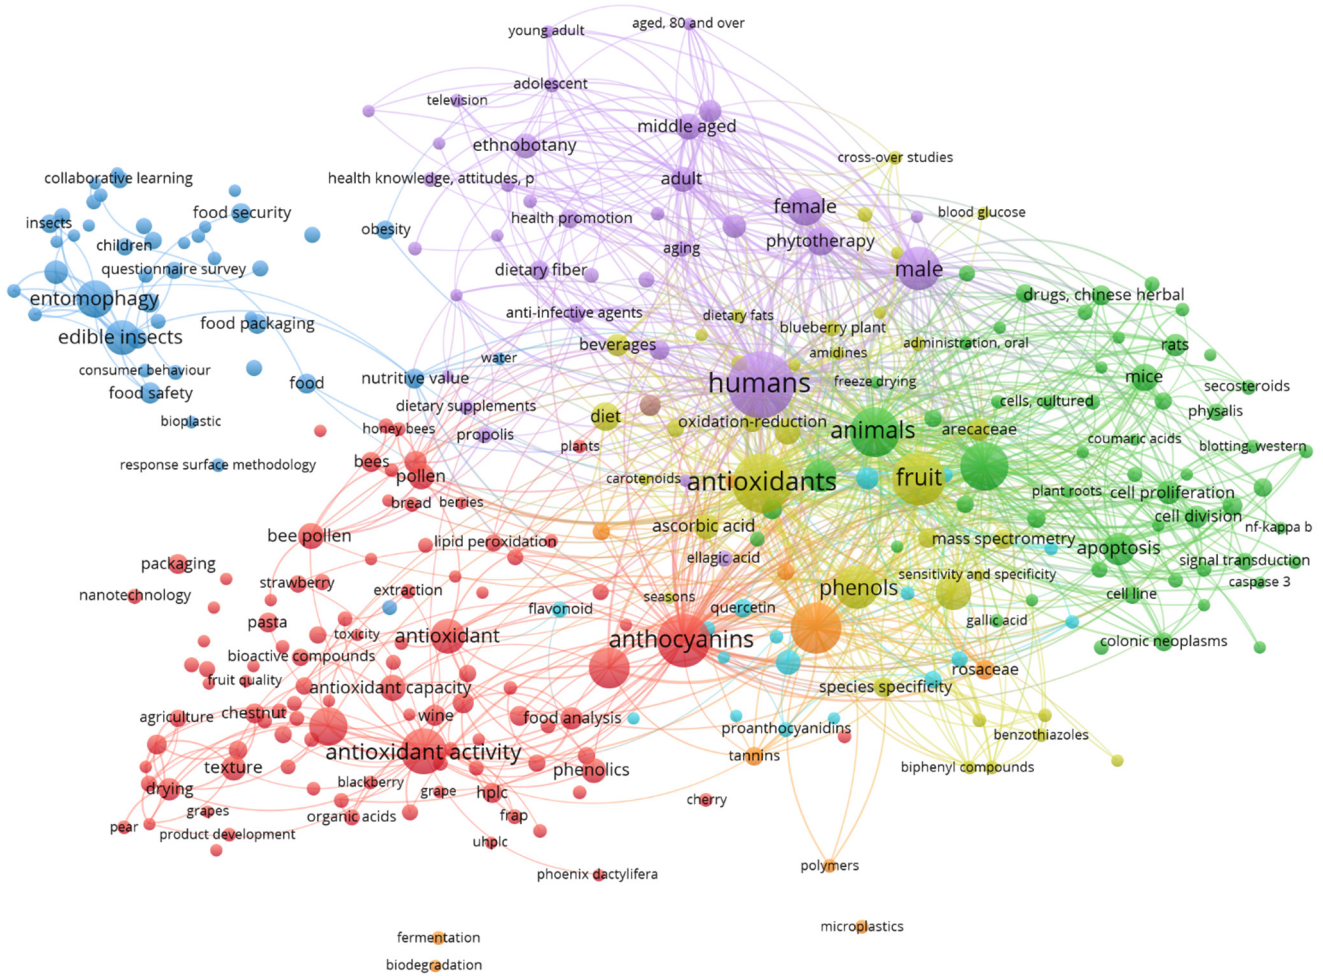 aged, 80 and over
young adult
adolescent
television
middle aged
ethnobotany
cross-over studies
collaborative learning
health knowledge, attitudes, p
adult
female
food security
insects
health promotion
blood glucose
obesity
children
phytotherapy
aging
questionnaire survey
dietary fiber
male
entomophagy
drugs, chinese herbal
anti-infective agents
dietary fats
food packaging
blueberry plant
edible insects
beverages
administration, oral
rats
amidines
water
consumer behaviour
nutritive value
humans
freeze drying
mice
food
secosteroids
food safety
dietary supplements
cells, cultured
physalis
diet
bioplastic
oxidation-reduction
honey bees
propolis
animals
arecaceae
coumaric acids
plants
blotting, western
bees
response surface methodology
pollen
carotenoids
antioxidants
fruit
plant roots
cell proliferation
bread
berries
cell division
ascorbic acid
nf-kappa b
bee pollen
lipid peroxidation
mass spectrometry
apoptosis
ellagic acid
signal transduction
packaging
sensitivity and specificity
strawberry
caspase 3
extraction
phenols
nanotechnology
seasons
cell line
flavonoid
quercetin
pasta
gallic acid
toxicity
antioxidant
anthocyanins
colonic neoplasms
bioactive compounds
rosaceae
fruit quality
antioxidant capacity
species specificity
agriculture
chestnut
wine
food analysis
proanthocyanidins
benzothiazoles
antioxidant activity
tannins
texture
phenolics
biphenyl compounds
blackberry
drying
grape
hplc
cherry
grapes
organic acids
frap
pear
product development
uhplc
polymers
phoenix dactylifera
microplastics
fermentation
biodegradation